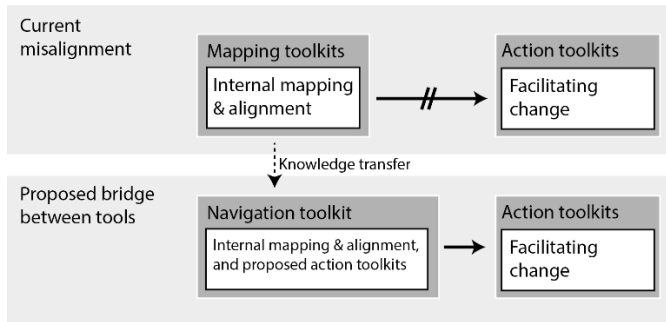 Current
misalignment
Mapping toolkits
Internal mapping
& alignment
Action toolkits
Facilitating
change
Knowledge transfer
Proposed bridge
between tools
Navigation toolkit
Internal mapping & alignment,
and proposed action toolkits
Action toolkits
Facilitating
change